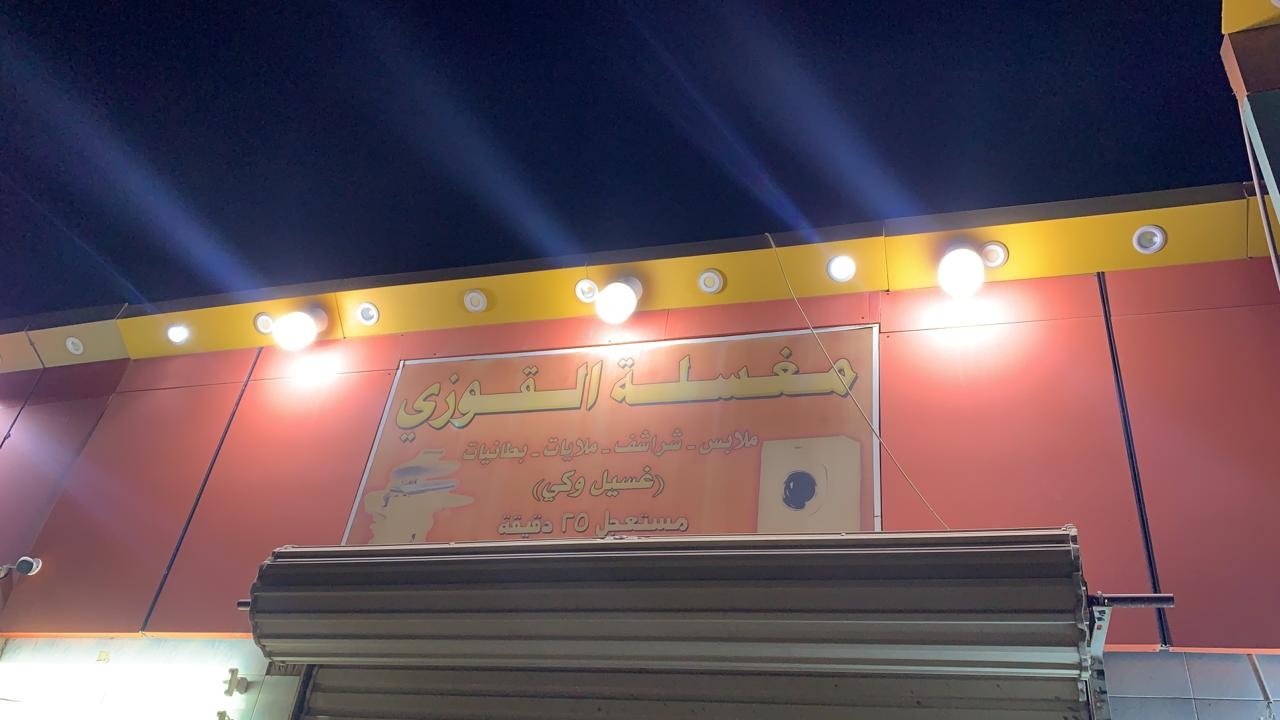 مغسلة القوزي
ملابس - شراشف - ملايات - بطانيات
(غسيل وكي)
مستعجل ٢٥ دقيقة